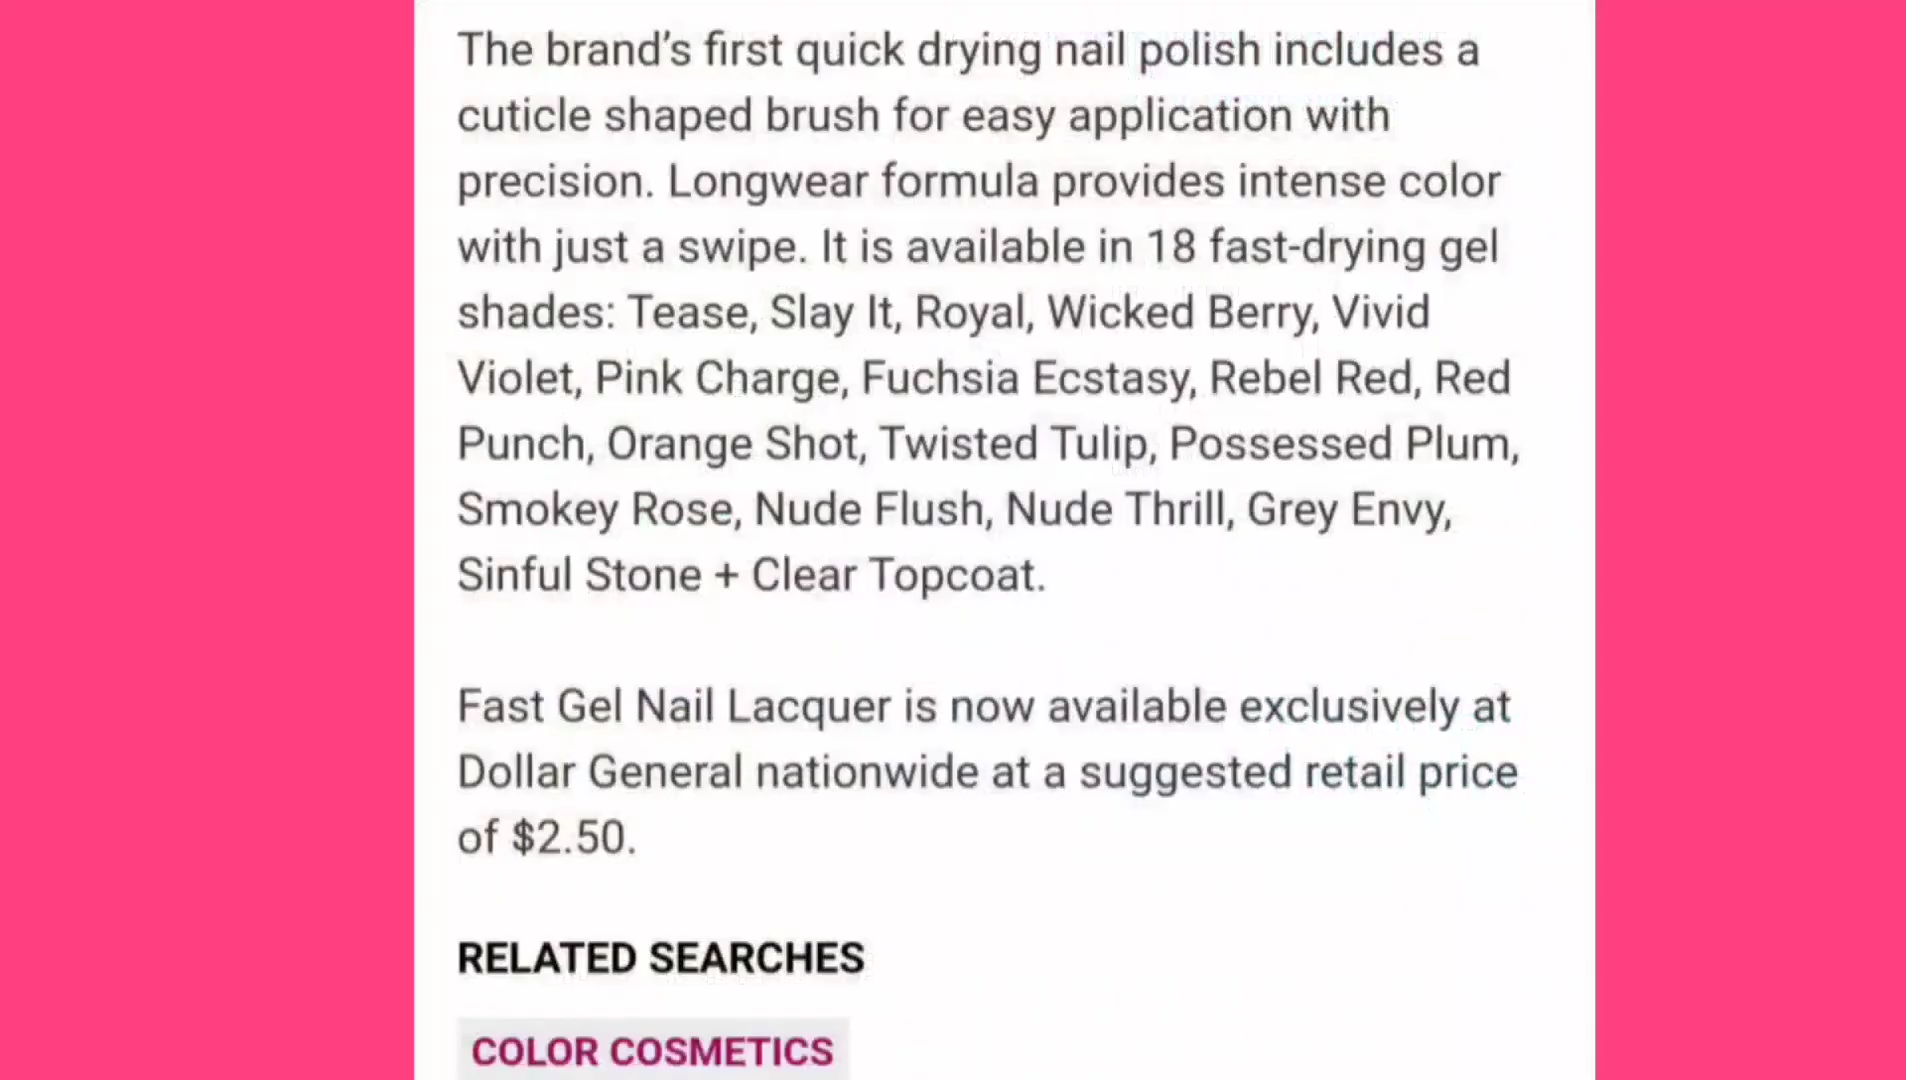 The brand’s first quick drying nail polish includes a
cuticle shaped brush for easy application with
precision. Longwear formula provides intense color
with just a swipe. It is available in 18 fast-drying gel
shades: Tease, Slay It, Royal, Wicked Berry, Vivid
Violet, Pink Charge, Fuchsia Ecstasy, Rebel Red, Red
Punch, Orange Shot, Twisted Tulip, Possessed Plum,
Smokey Rose, Nude Flush, Nude Thrill, Grey Envy,
Sinful Stone + Clear Topcoat.
Fast Gel Nail Lacquer is now available exclusively at
Dollar General nationwide at a suggested retail price
of $2.50.
RELATED SEARCHES
COLOR COSMETICS